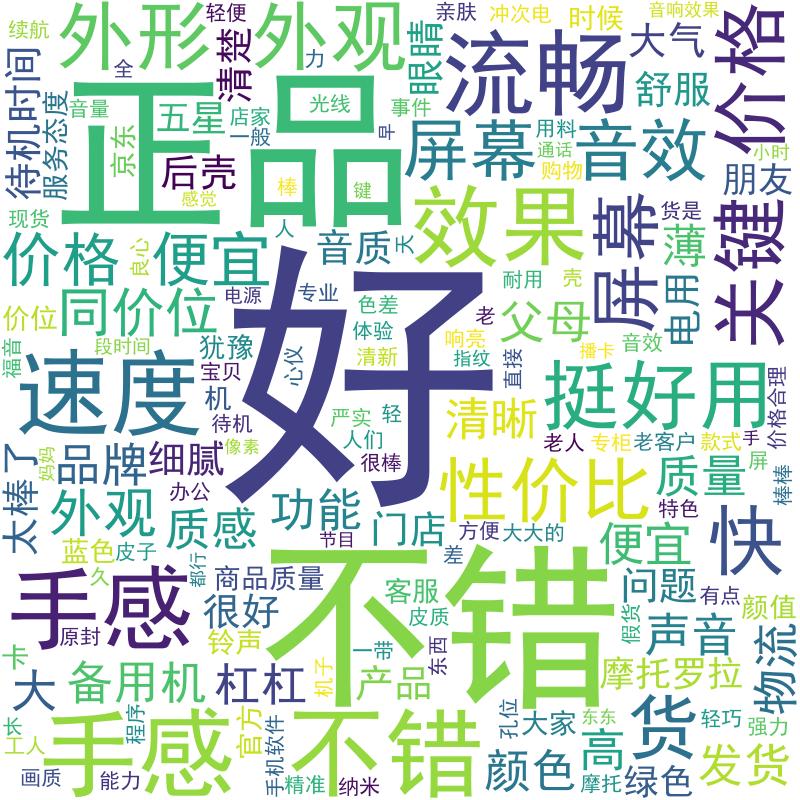 续航
轻便
亲肤
冲次电
时候
音响效果
外形
外观
清楚
眼睛
流畅
大气
价格
待机时间
全
力
音量
服务态度
正品
五星
店家
一般
光线
事件
早
舒服
京东
后壳
感觉
棒
键
屏幕
用料
通话
购物
音效
小时
朋友
现货
价格
良心
便宜
人
音质
天
效果
屏幕
货是
薄
关键
电用
价位
同价位
电源
专业
色差
体验
耐用
壳
老
父母
福音
段时间
犹豫
宝贝
心仪
清新
响亮
指纹
直接
播卡
音效
速度
机
待机
好
严实
轻
人们
很棒
像素
挺好用
价格合理
清晰
老人
专柜
老客户
款式
手
屏
太棒了
妈妈
品牌
细腻
办公
性价比
质量
特色
棒棒
外观
质感
功能
节目
门店
方便
大大的
差
便宜
快
蓝色
皮子
久
都行
商品质量
不错
客服
皮质
问题
有点
颜值
手感
原封
很好
铃声
一带
东西
假货
声音
物流
卡
大
备用机
杠杠
机子
产品
摩托罗拉
长
工人
手感
程序
官方
手机软件
不错
孔位
大家
东东
货
轻巧
强力
画质
能力
精准
纳米
颜色
高
摩托
绿色
发货